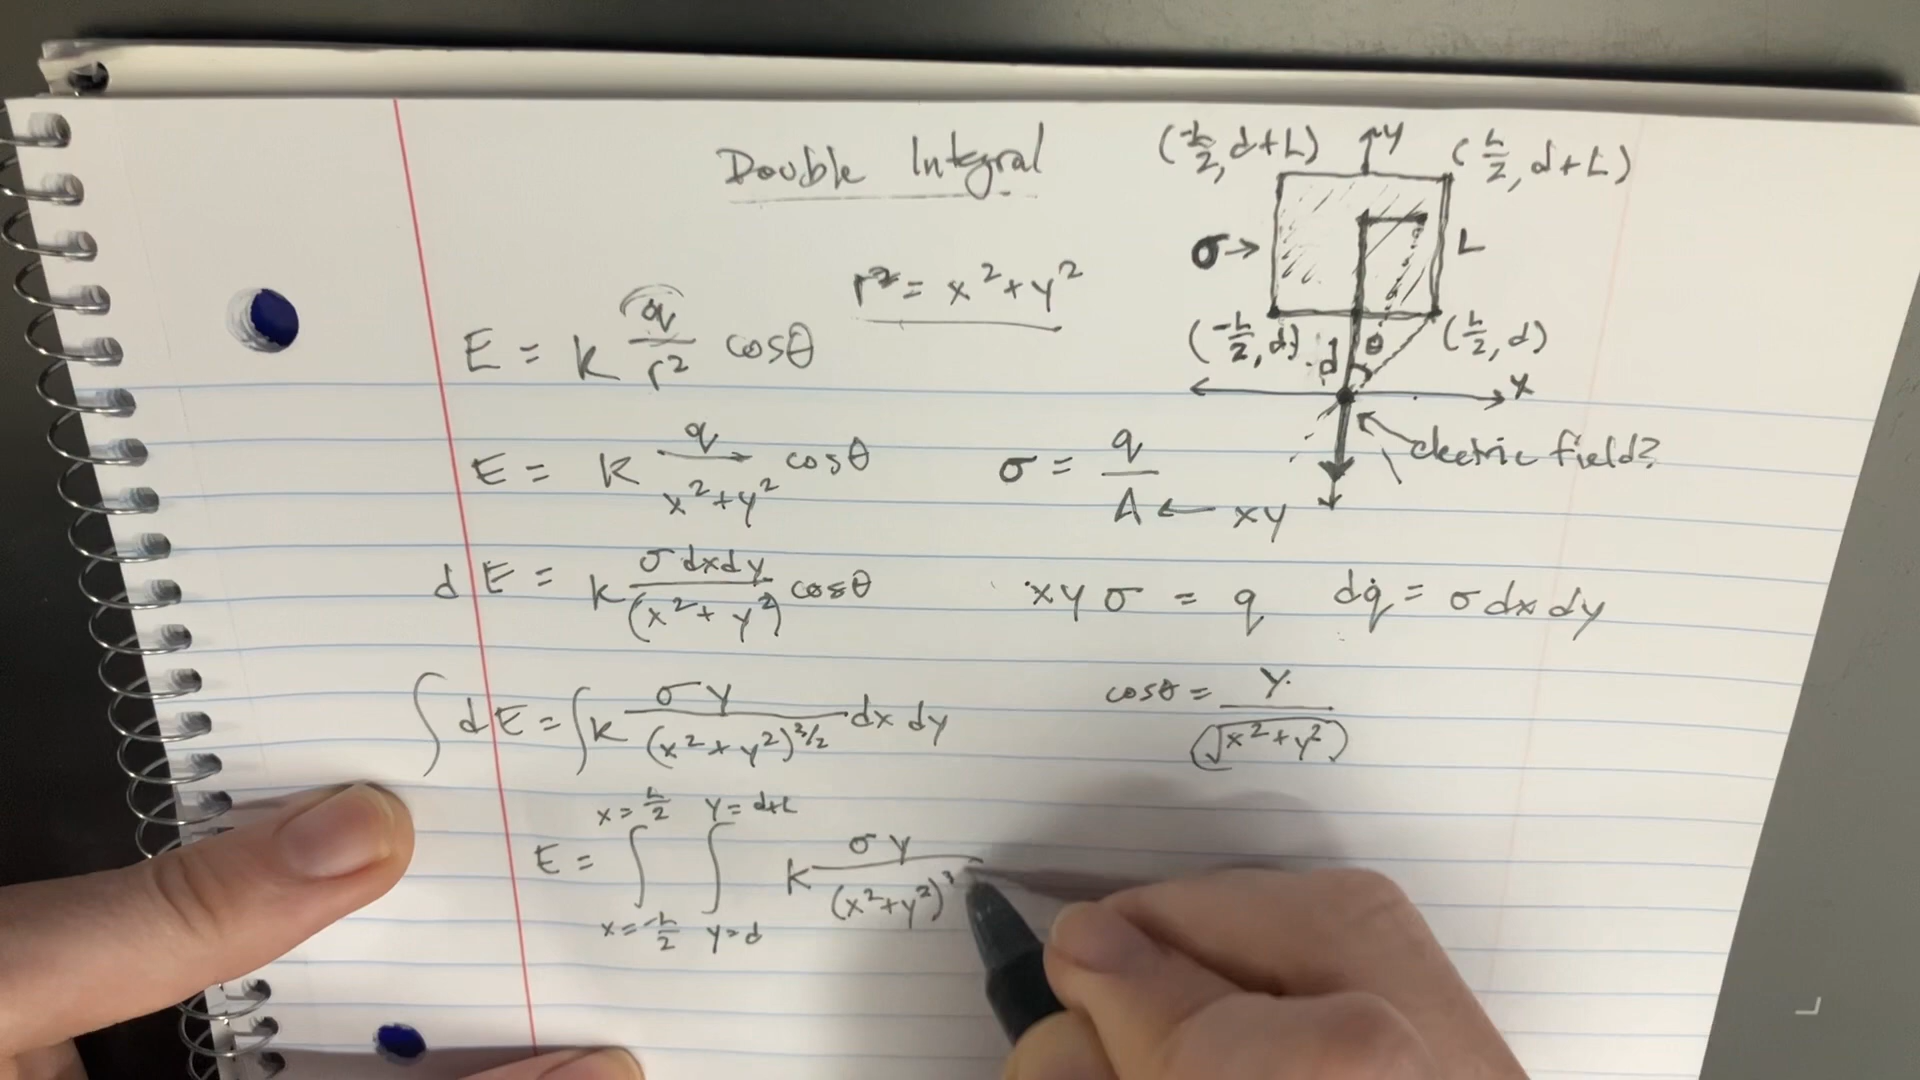 Double Integral
(-L/2, d+L) ↑y (L/2, d+L)
σ→ L
r² = x² + y²
(-L/2, d) d θ (L/2, d)
x
E = k q/r² cosθ
electric field?
E = k q/(x²+y²) cosθ σ = q/A ← xy
dE = k σ dxdy/(x²+y²) cosθ xyσ = q dq = σ dx dy
∫dE = ∫k σy/(x²+y²)^3/2 dx dy cosθ = y/(√x²+y²)
x=L/2 y=d+L
E = ∫ ∫ k σy/(x²+y²)^3
x=-L/2 y=d